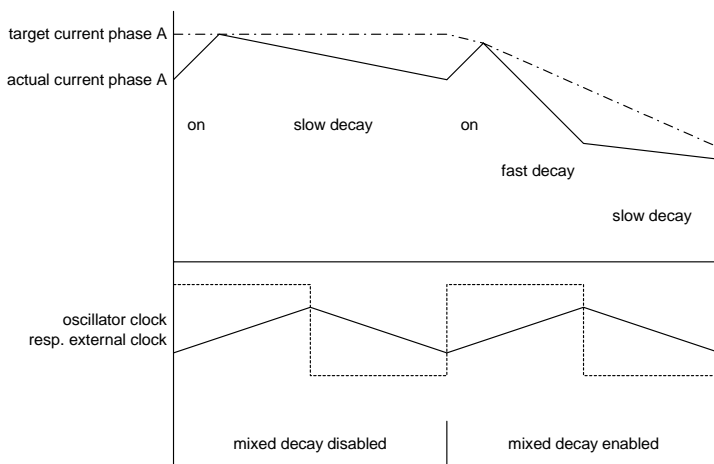 target current phase A
actual current phase A
on
slow decay
on
fast decay
slow decay
oscillator clock
resp. external clock
mixed decay disabled
mixed decay enabled